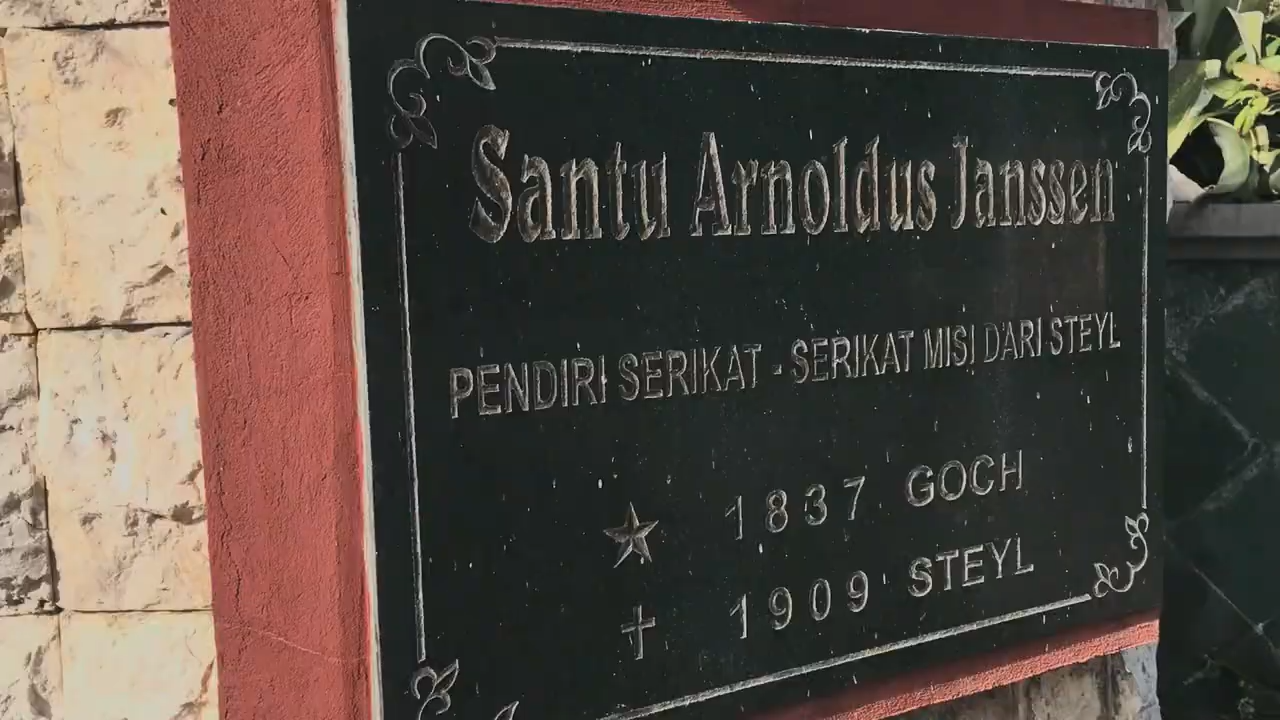 Santu Arnoldus Janssen
PENDIRI SERIKAT - SERIKAT MISI DARI STEYL
1837 GOCH
1909 STEYL